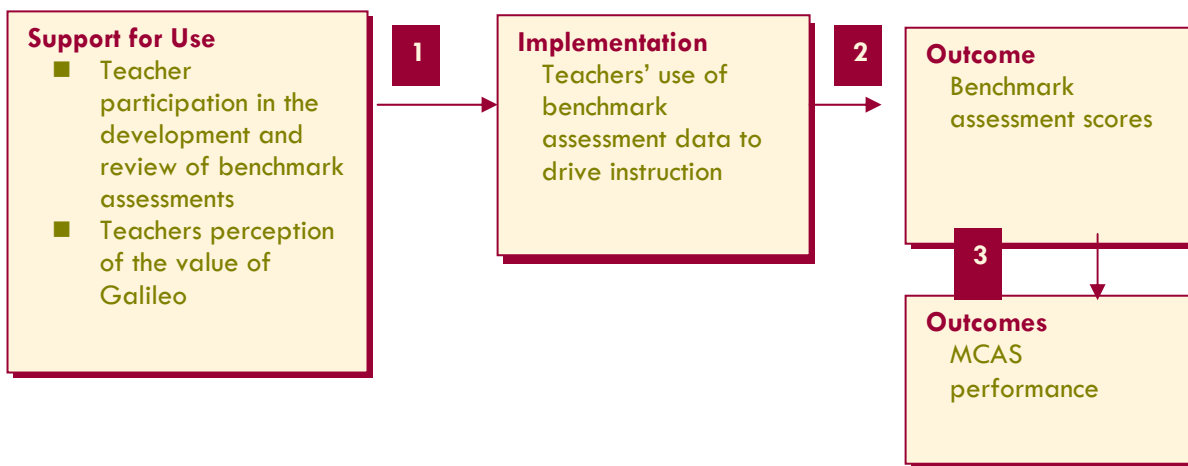 Support for Use
■ Teacher
participation in the
development and
review of benchmark
assessments
■ Teachers perception
of the value of
Galileo
1
Implementation
Teachers’ use of
benchmark
assessment data to
drive instruction
2
Outcome
Benchmark
assessment scores
3
Outcomes
MCAS
performance